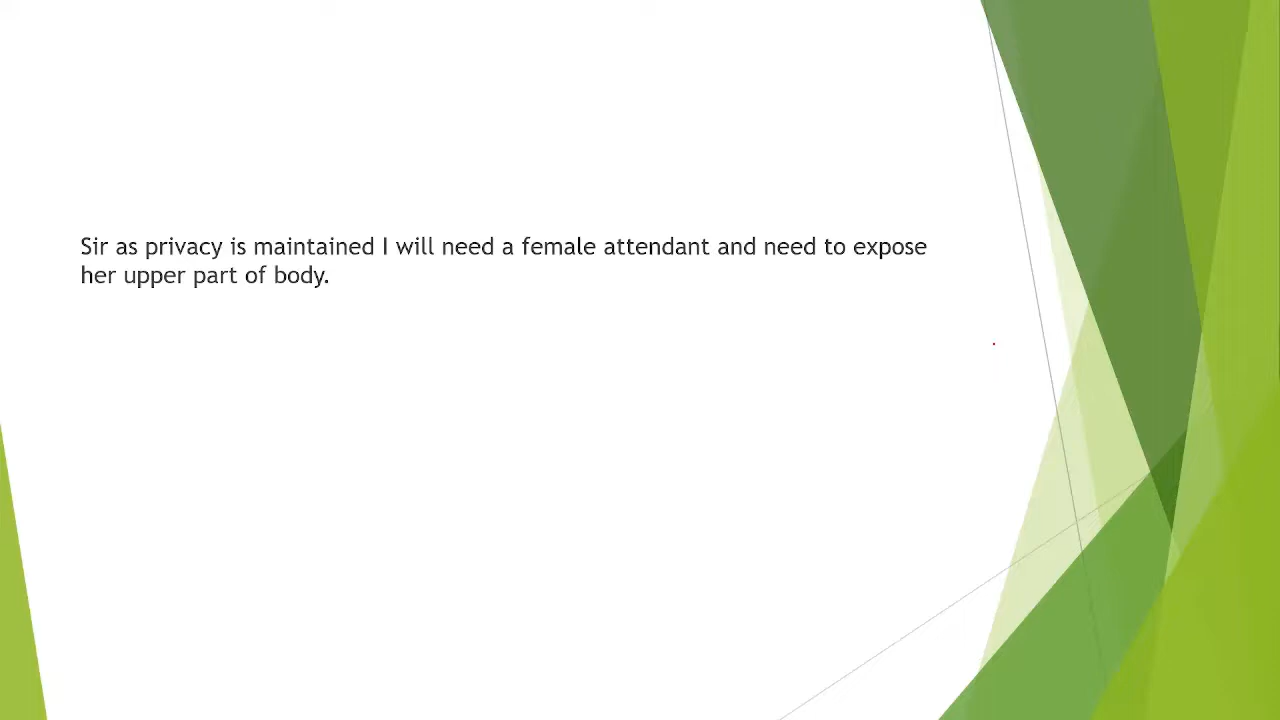 Sir as privacy is maintained I will need a female attendant and need to expose
her upper part of body.